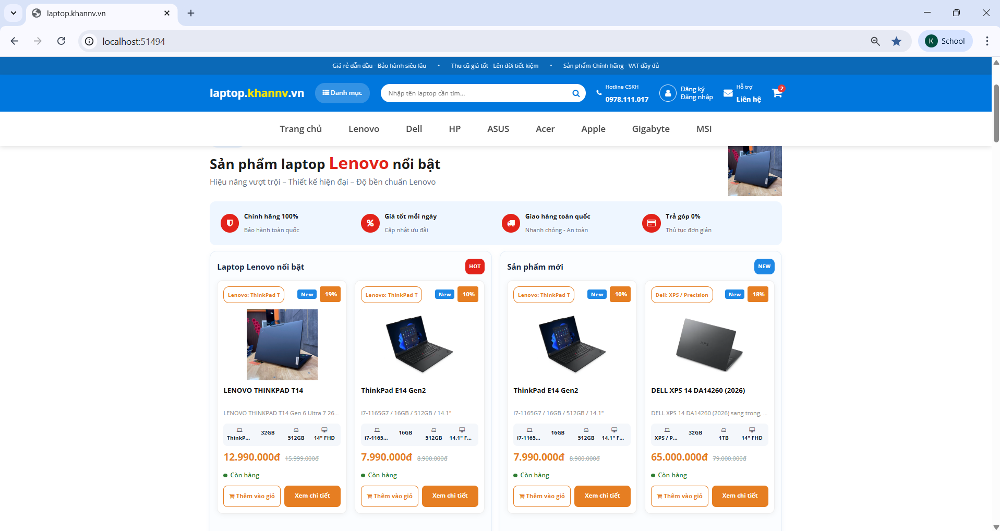 laptop.khannv.vn
localhost:51494
K School
Giá rẻ dẫn đầu - Bảo hành siêu lâu • Thu cũ giá tốt - Lên đời tiết kiệm • Sản phẩm Chính hãng - VAT đầy đủ
laptop.khannv.vn
Danh mục
Nhập tên laptop cần tìm...
Hotline CSKH
0978.111.017
Đăng ký
Đăng nhập
Hỗ trợ
Liên hệ
2
Trang chủ Lenovo Dell HP ASUS Acer Apple Gigabyte MSI
Sản phẩm laptop Lenovo nổi bật
Hiệu năng vượt trội – Thiết kế hiện đại – Độ bền chuẩn Lenovo
Chính hãng 100%
Bảo hành toàn quốc
Giá tốt mỗi ngày
Cập nhật ưu đãi
Giao hàng toàn quốc
Nhanh chóng - An toàn
Trả góp 0%
Thủ tục đơn giản
Laptop Lenovo nổi bật
HOT
Lenovo: ThinkPad T
New
-19%
LENOVO THINKPAD T14
LENOVO THINKPAD T14 Gen 6 Ultra 7 26...
ThinkP... 32GB 512GB 14" FHD
12.990.000đ 15.999.000đ
Còn hàng
Thêm vào giỏ
Xem chi tiết
Lenovo: ThinkPad T
New
-10%
ThinkPad E14 Gen2
i7-1165G7 / 16GB / 512GB / 14.1"
i7-1165... 16GB 512GB 14.1" F...
7.990.000đ 8.900.000đ
Còn hàng
Thêm vào giỏ
Xem chi tiết
Sản phẩm mới
NEW
Lenovo: ThinkPad T
New
-10%
ThinkPad E14 Gen2
i7-1165G7 / 16GB / 512GB / 14.1"
i7-1165... 16GB 512GB 14.1" F...
7.990.000đ 8.900.000đ
Còn hàng
Thêm vào giỏ
Xem chi tiết
Dell: XPS / Precision
New
-18%
XPS
DELL XPS 14 DA14260 (2026)
DELL XPS 14 DA14260 (2026) sang trọng, ...
XPS / P... 32GB 1TB 14" FHD
65.000.000đ 79.000.000đ
Còn hàng
Thêm vào giỏ
Xem chi tiết